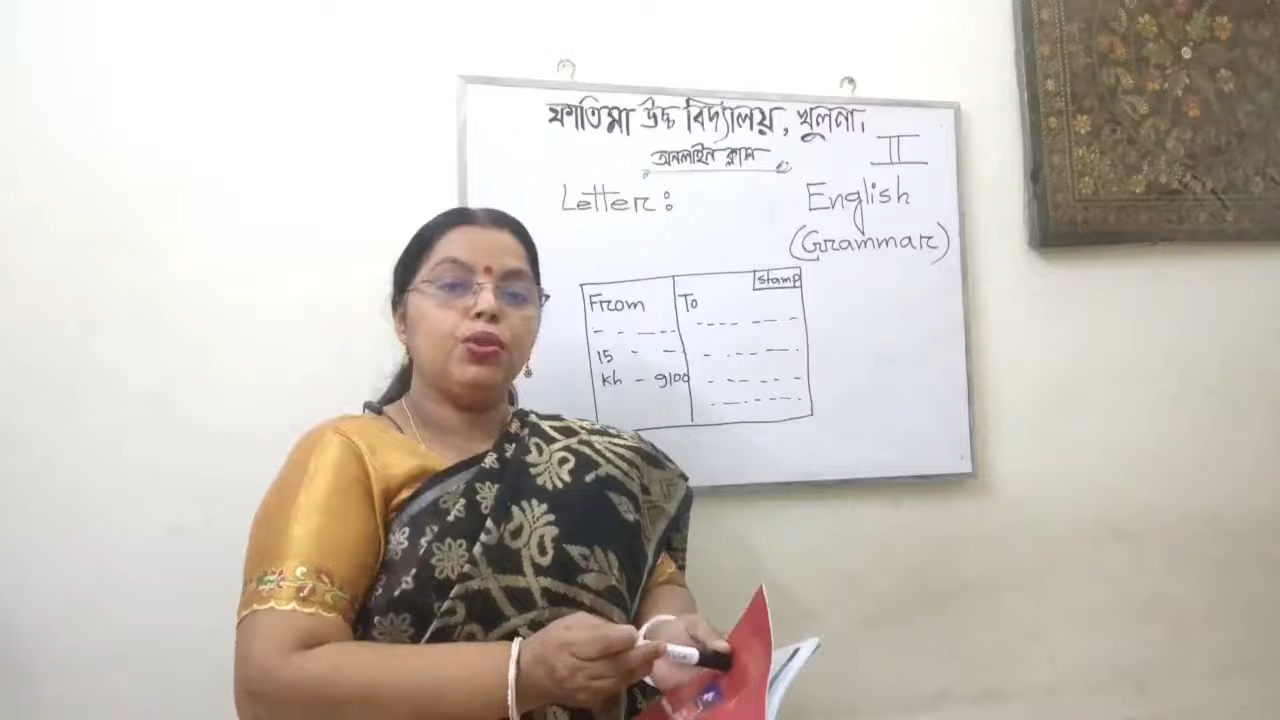 ফাতিমা উচ্চ বিদ্যালয়, খুলনা।
অনলাইন ক্লাস
II
Letter:
English
(Grammar)
stamp
From
To
15
Kh - 9100